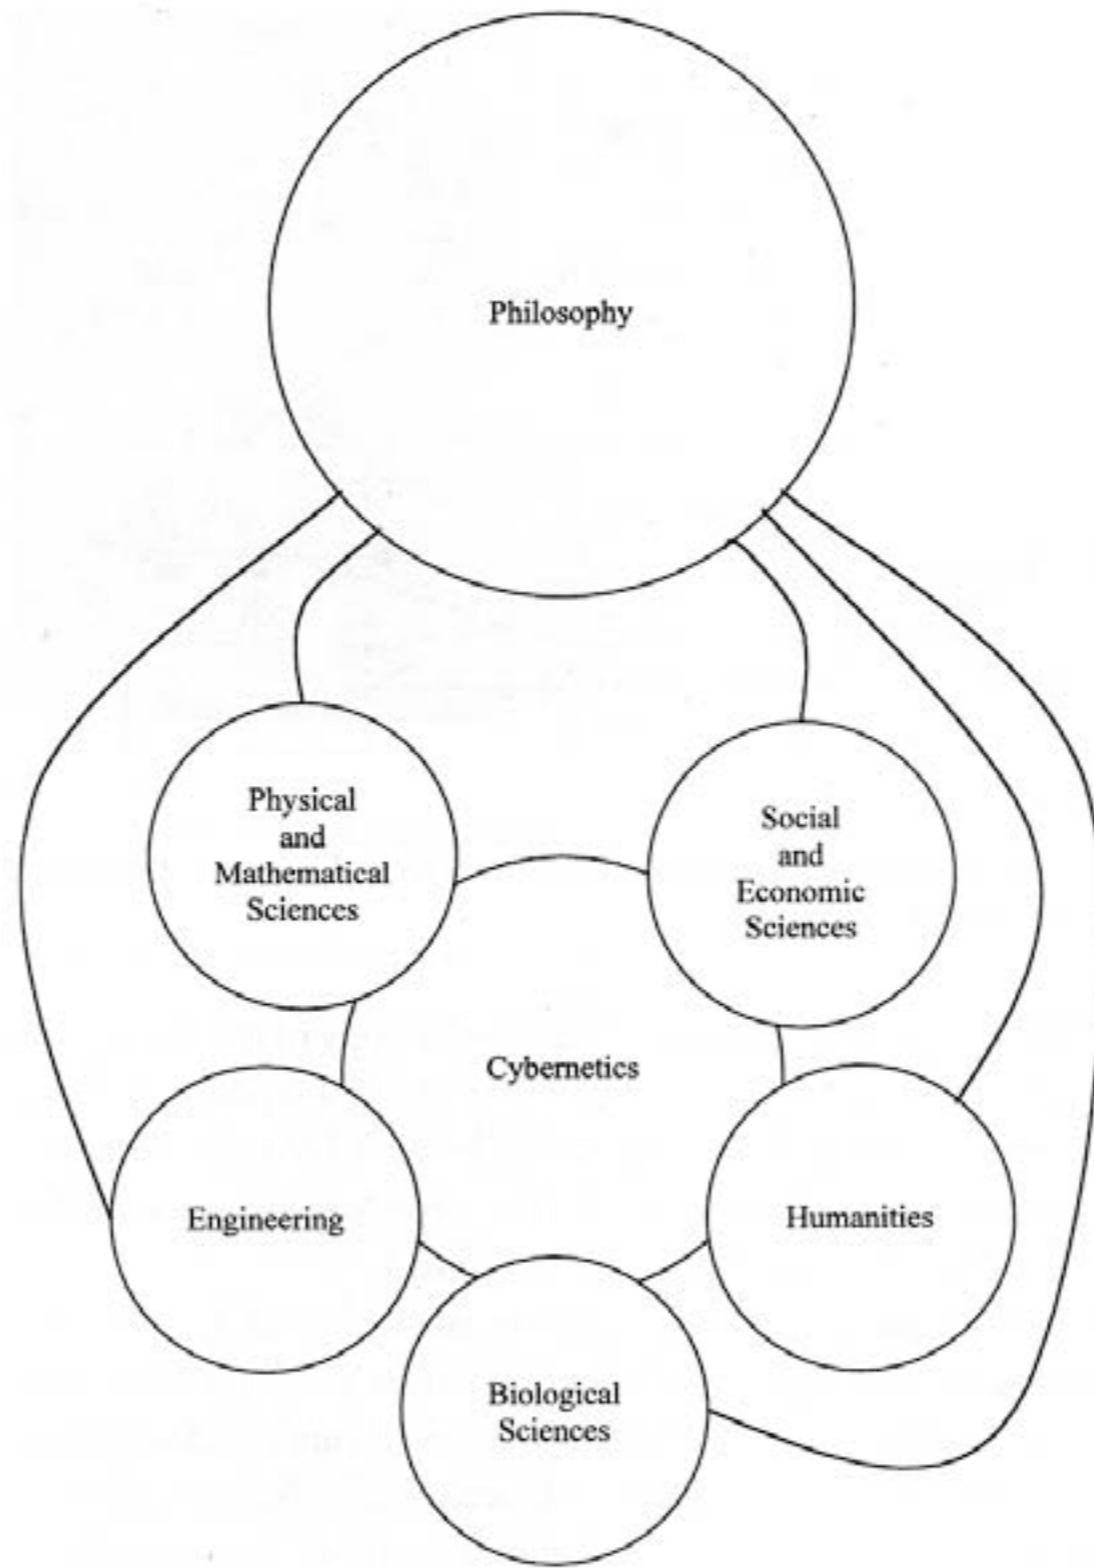 Philosophy
Physical
and
Mathematical
Sciences
Social
and
Economic
Sciences
Cybernetics
Engineering
Humanities
Biological
Sciences